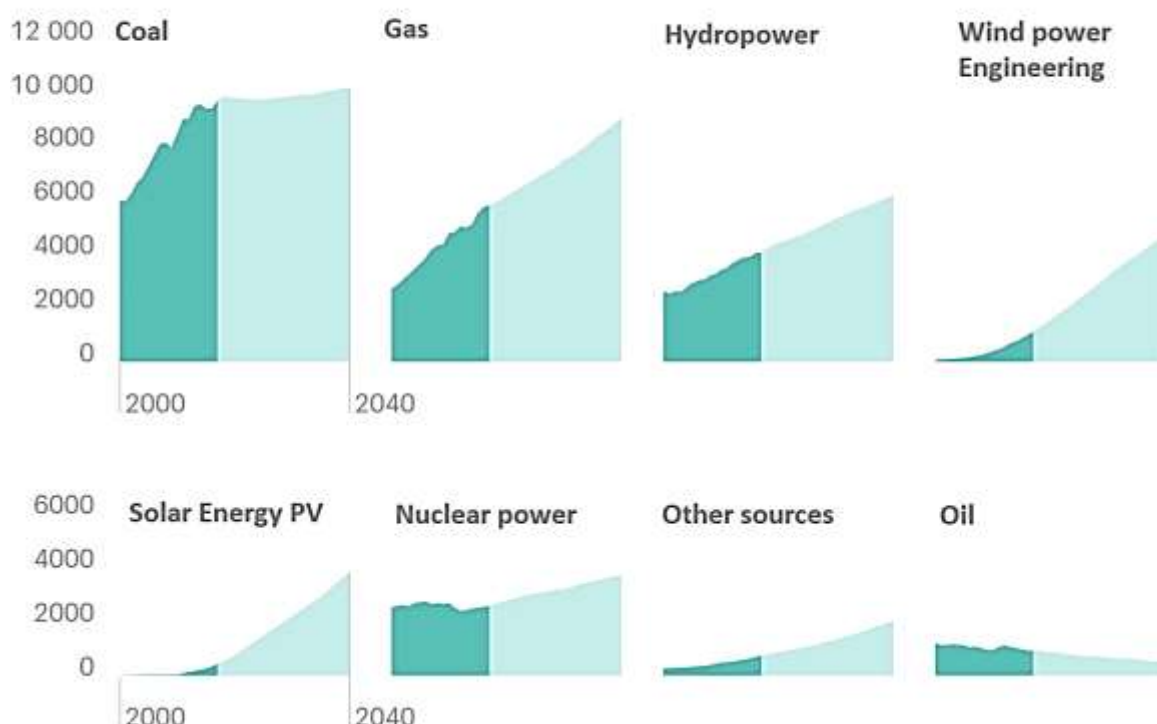 12 000
Coal
Gas
Hydropower
Wind power
Engineering
10 000
8000
6000
4000
2000
0
2000
2040
6000
Solar Energy PV
Nuclear power
Other sources
Oil
4000
2000
0
2000
2040